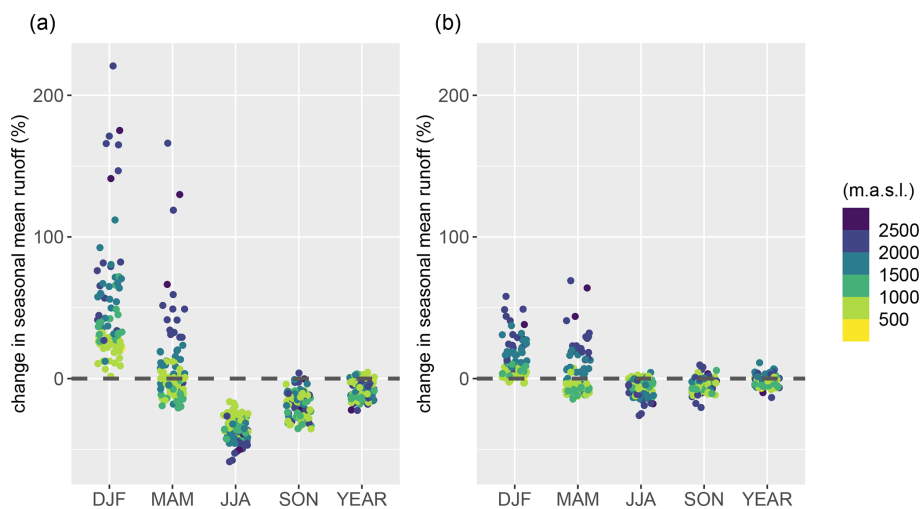 (a)
(b)
change in seasonal mean runoff (%)
200
100
0
DJF MAM JJA SON YEAR
change in seasonal mean runoff (%)
200
100
0
DJF MAM JJA SON YEAR
(m.a.s.l.)
2500
2000
1500
1000
500